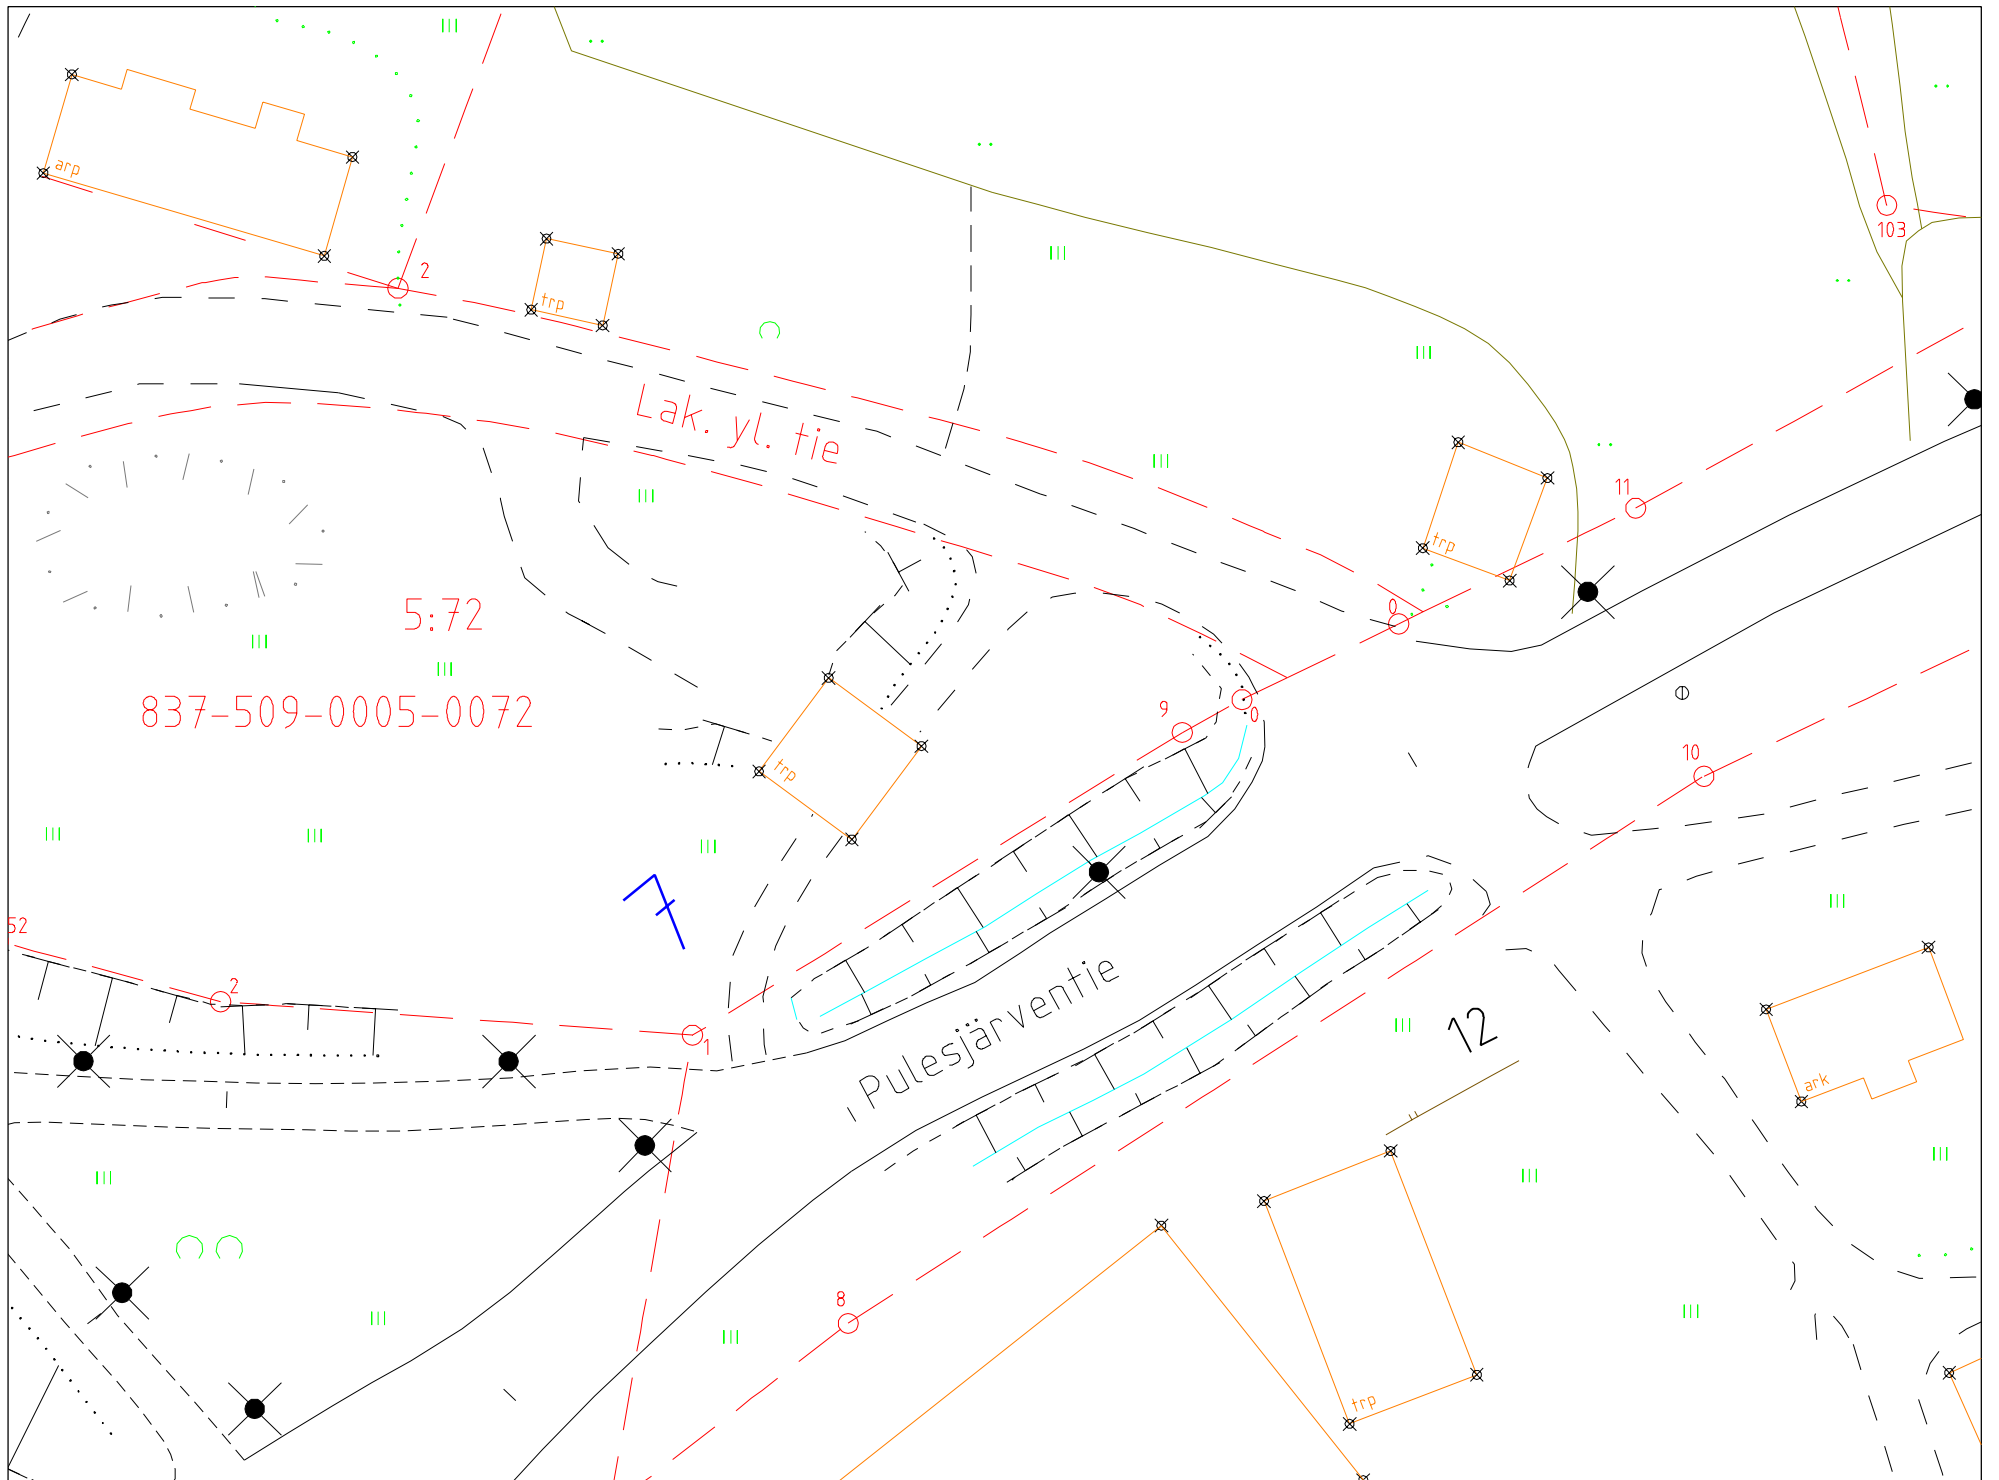 arp
2
103
trp
Lak. yl. tie
11
trp
0
5:72
837-509-0005-0072
9
0
10
trp
7
52
2
1
12
Pulesjärventie
ark
8
trp